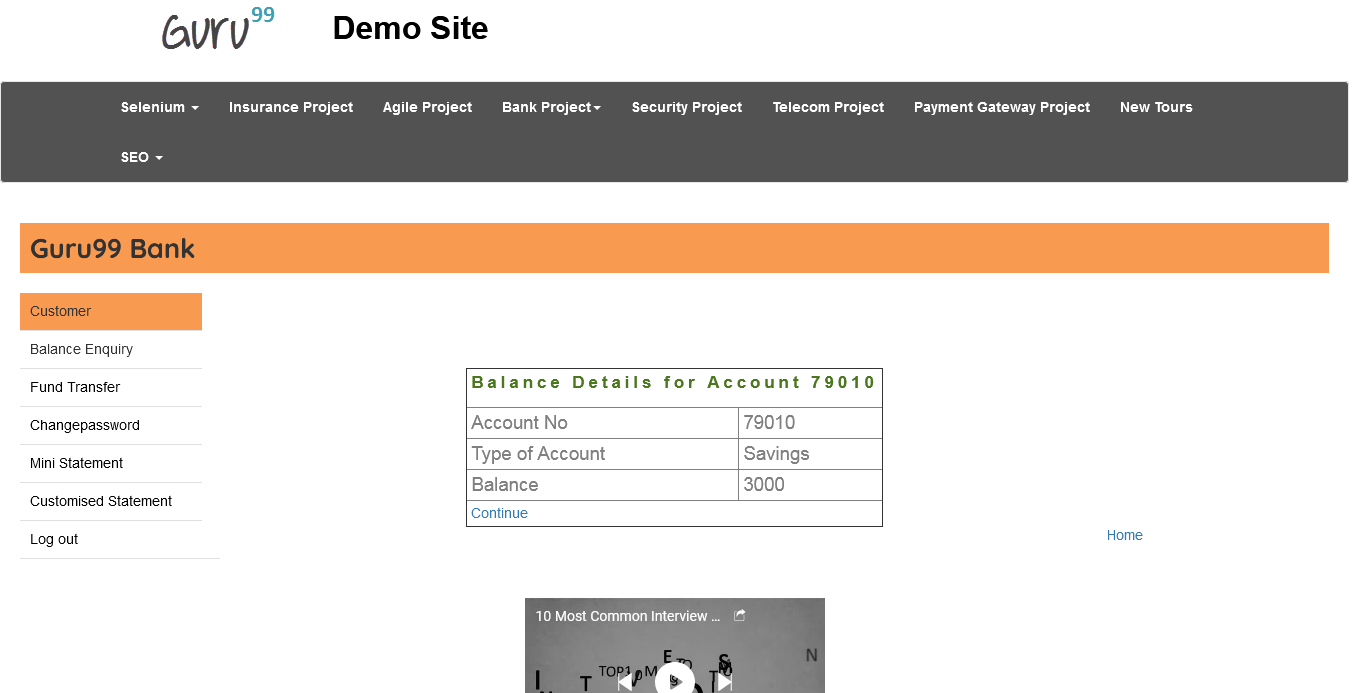 Guru99 Demo Site
Selenium Insurance Project Agile Project Bank Project Security Project Telecom Project Payment Gateway Project New Tours
SEO
Guru99 Bank
Customer
Balance Enquiry
Fund Transfer
Changepassword
Mini Statement
Customised Statement
Log out
Balance Details for Account 79010
Account No 79010
Type of Account Savings
Balance 3000
Continue
Home
10 Most Common Interview ...
TOP10